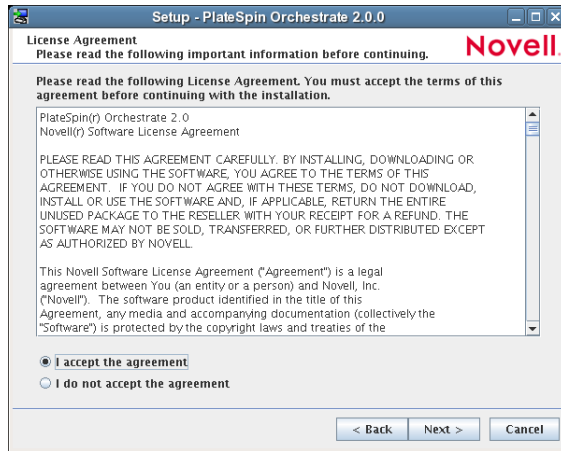 Setup - PlateSpin Orchestrate 2.0.0
License Agreement
Please read the following important information before continuing.
Novell.
Please read the following License Agreement. You must accept the terms of this
agreement before continuing with the installation.
PlateSpin(r) Orchestrate 2.0
Novell(r) Software License Agreement
PLEASE READ THIS AGREEMENT CAREFULLY. BY INSTALLING, DOWNLOADING OR
OTHERWISE USING THE SOFTWARE, YOU AGREE TO THE TERMS OF THIS
AGREEMENT.  IF YOU DO NOT AGREE WITH THESE TERMS, DO NOT DOWNLOAD,
INSTALL OR USE THE SOFTWARE AND, IF APPLICABLE, RETURN THE ENTIRE
UNUSED PACKAGE TO THE RESELLER WITH YOUR RECEIPT FOR A REFUND. THE
SOFTWARE MAY NOT BE SOLD, TRANSFERRED, OR FURTHER DISTRIBUTED EXCEPT
AS AUTHORIZED BY NOVELL.
This Novell Software License Agreement ("Agreement") is a legal
agreement between You (an entity or a person) and Novell, Inc.
("Novell").  The software product identified in the title of this
Agreement, any media and accompanying documentation (collectively the
"Software") is protected by the copyright laws and treaties of the
I accept the agreement
I do not accept the agreement
< Back
Next >
Cancel